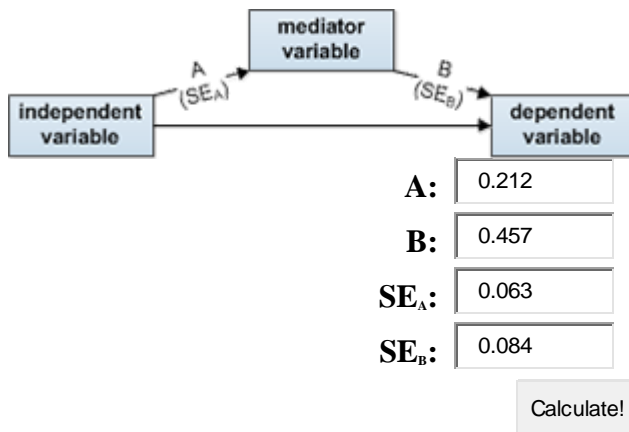 mediator
variable
A
(SEA)
B
(SEB)
independent
variable
dependent
variable
A: 0.212
B: 0.457
SEA: 0.063
SEB: 0.084
Calculate!